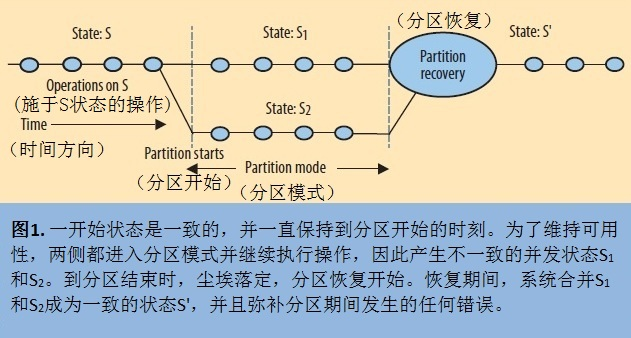 (分区恢复)
State: S
State: S₁
State: S'
Partition
recovery
Operations on S
(施于S状态的操作)
State: S₂
Time
(时间方向)
Partition starts
(分区开始)
Partition mode
(分区模式)
图1. 一开始状态是一致的，并一直保持到分区开始的时刻。为了维持可用
性，两侧都进入分区模式并继续执行操作，因此产生不一致的并发状态S₁
和S₂。到分区结束时，尘埃落定，分区恢复开始。恢复期间，系统合并S₁
和S₂成为一致的状态S'，并且弥补分区期间发生的任何错误。